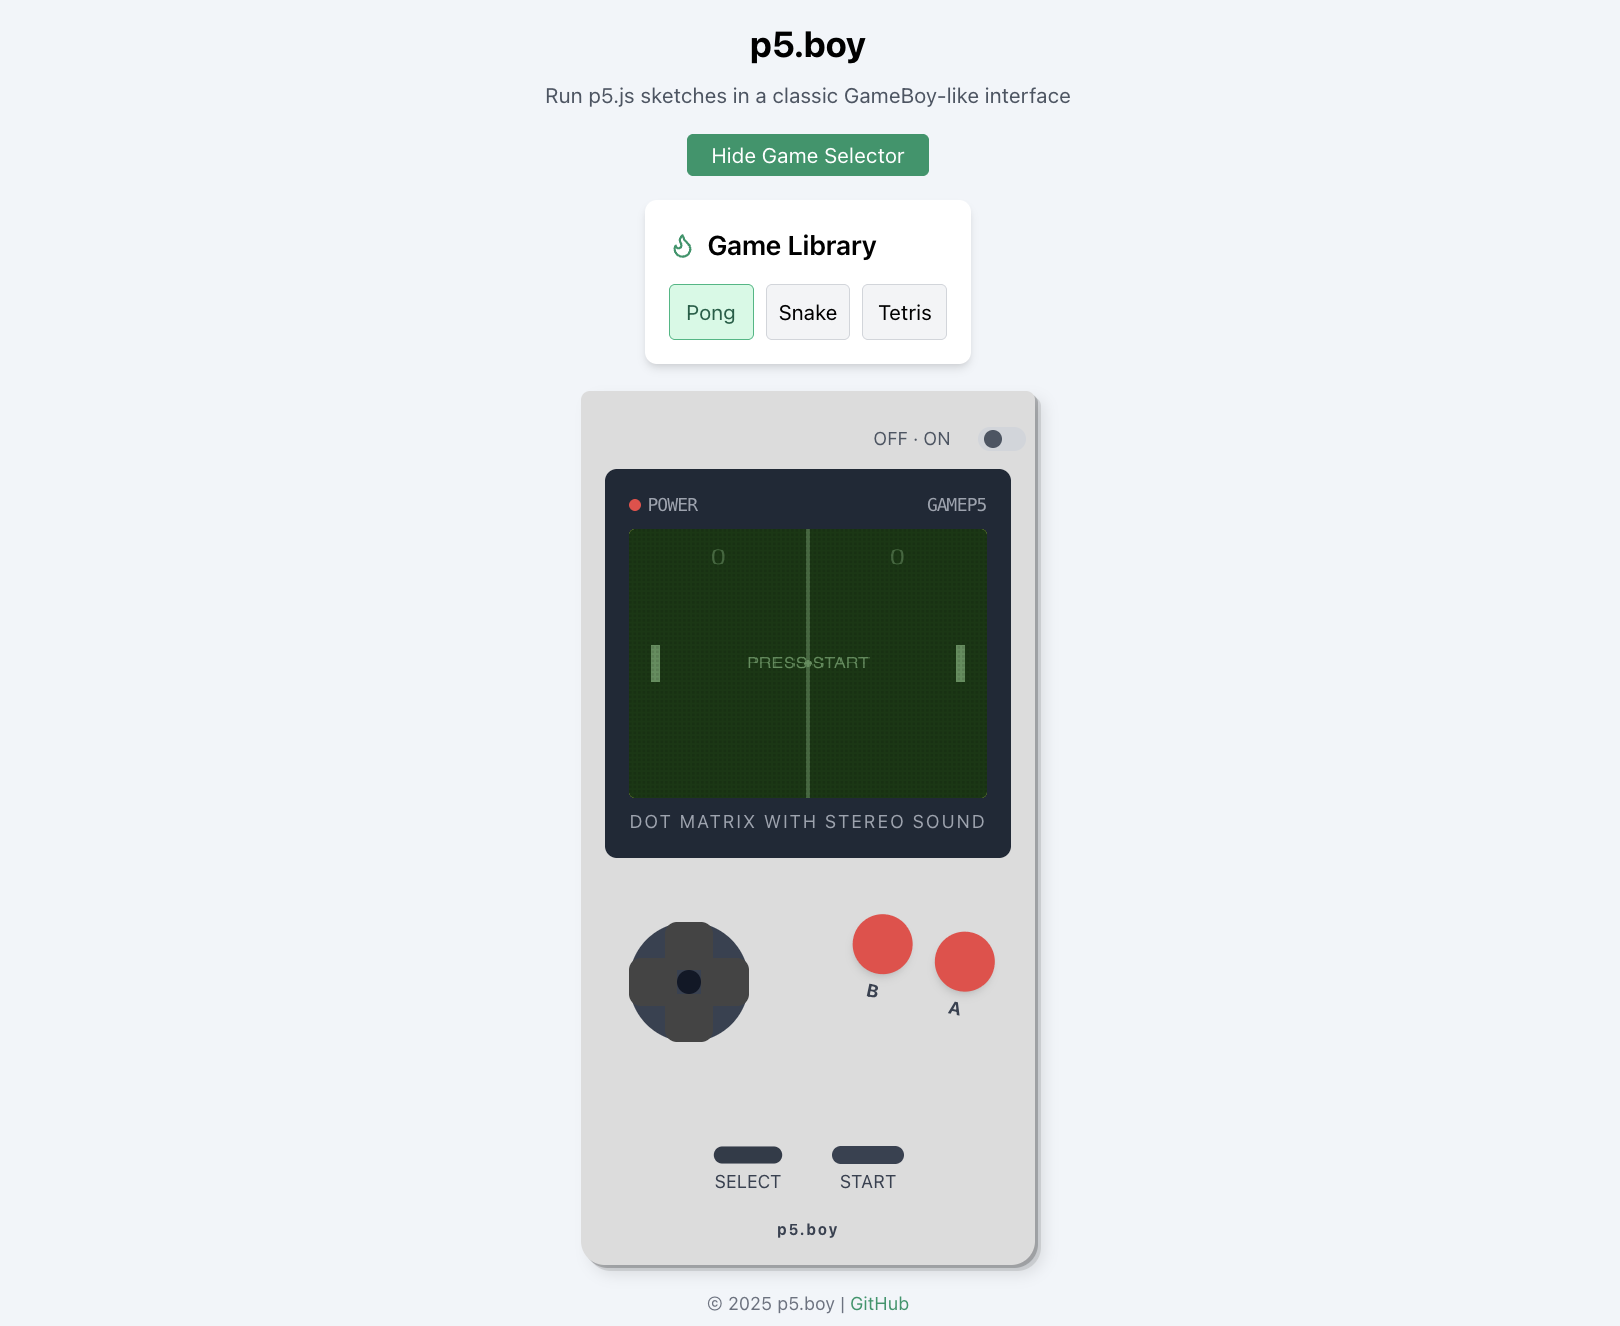 p5.boy
Run p5.js sketches in a classic GameBoy-like interface
Hide Game Selector
Game Library
Pong Snake Tetris
OFF · ON
POWER GAMEP5
0 0
PRESS START
DOT MATRIX WITH STEREO SOUND
B
A
SELECT START
p5.boy
© 2025 p5.boy | GitHub